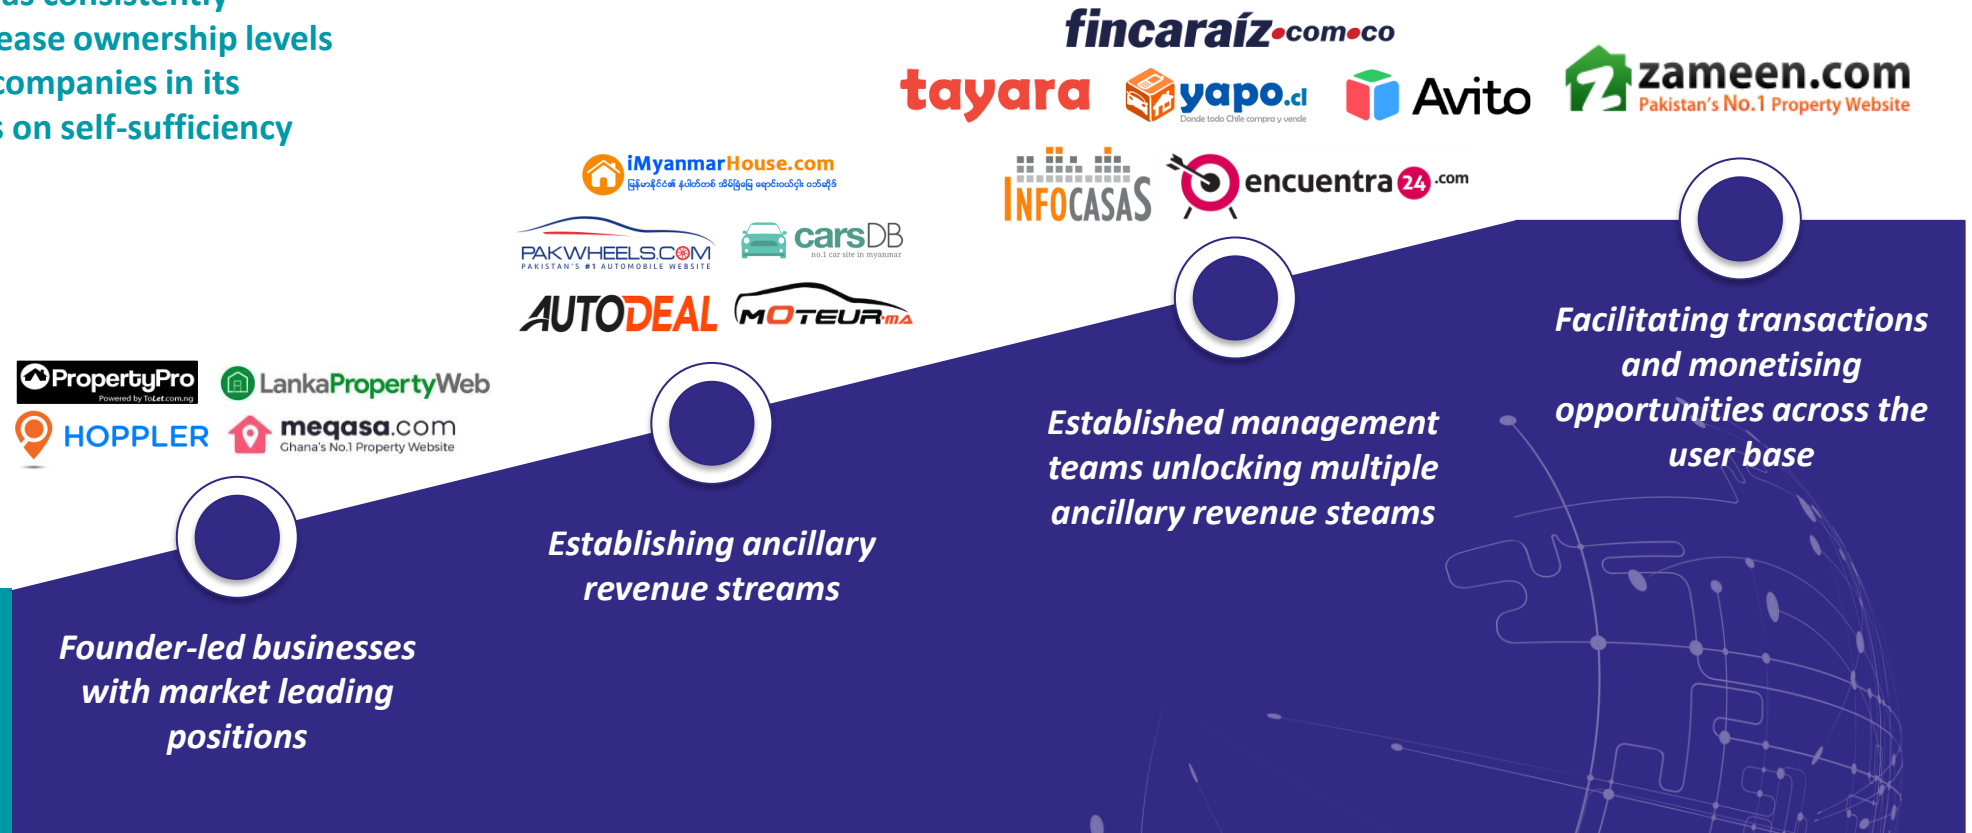 as consistently
ease ownership levels
companies in its
s on self-sufficiency
fincaraíz.com.co
tayara
yapo.cl
Donde todo Chile compra y vende
Avito
zameen.com
Pakistan's No.1 Property Website
INFOCASAS
encuentra24.com
iMyanmarHouse.com
PAKWHEELS.COM
PAKISTAN'S #1 AUTOMOBILE WEBSITE
carsDB
no.1 car site in myanmar
AUTODEAL
MOTEUR.MA
PropertyPro
Powered by ToLet.com.ng
LankaPropertyWeb
HOPPLER
meqasa.com
Ghana's No.1 Property Website
Founder-led businesses
with market leading
positions
Establishing ancillary
revenue streams
Established management
teams unlocking multiple
ancillary revenue steams
Facilitating transactions
and monetising
opportunities across the
user base